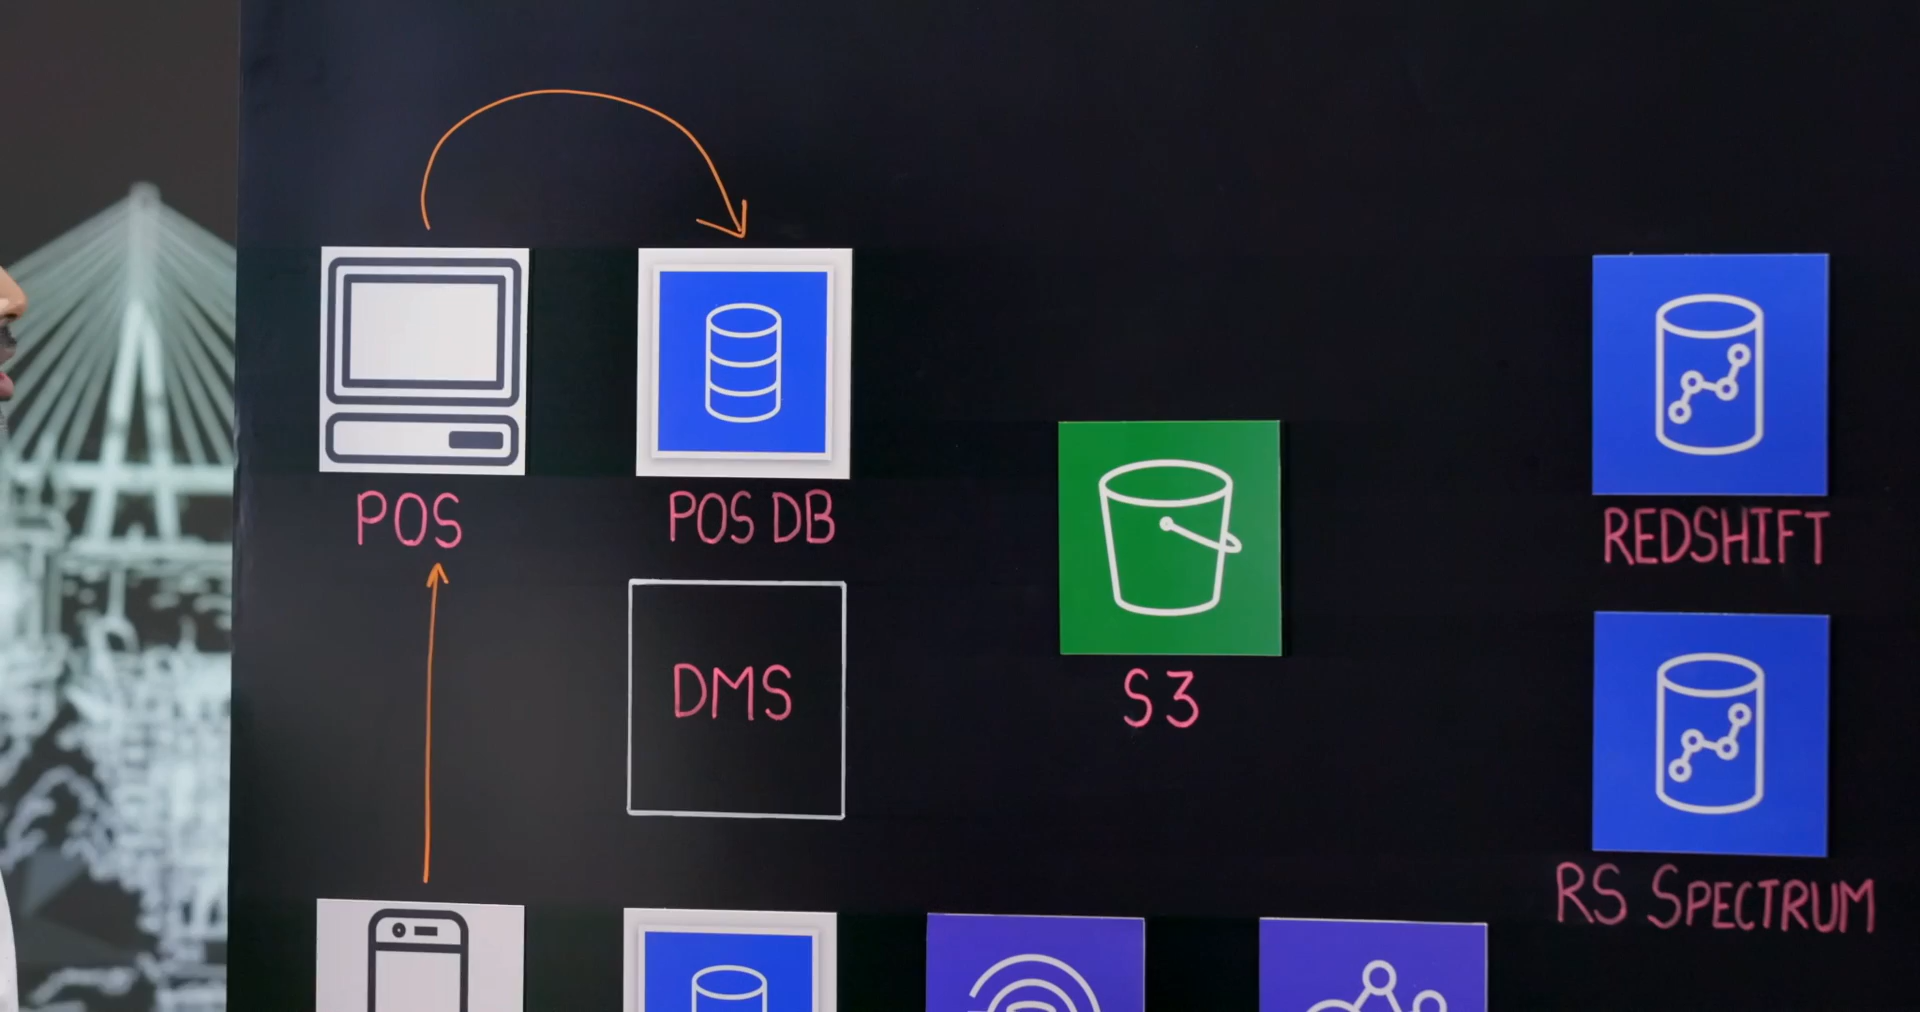 POS
POS DB
REDSHIFT
DMS
S3
RS SPECTRUM